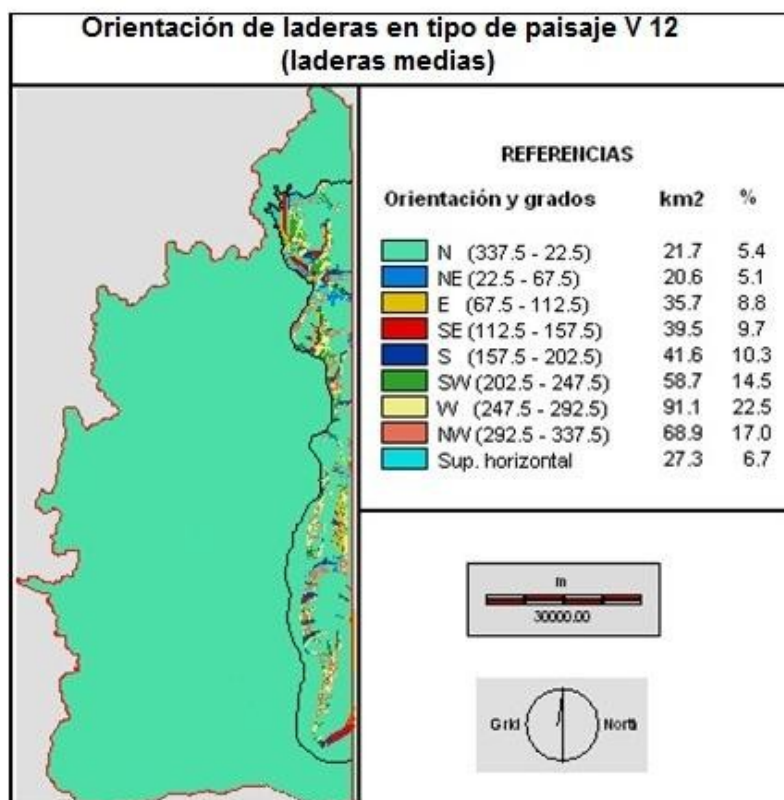 Orientación de laderas en tipo de paisaje V 12
(laderas medias)
REFERENCIAS
Orientación y grados km2 %
N (337.5 - 22.5) 21.7 5.4
NE (22.5 - 67.5) 20.6 5.1
E (67.5 - 112.5) 35.7 8.8
SE (112.5 - 157.5) 39.5 9.7
S (157.5 - 202.5) 41.6 10.3
SW (202.5 - 247.5) 58.7 14.5
W (247.5 - 292.5) 91.1 22.5
NW (292.5 - 337.5) 68.9 17.0
Sup. horizontal 27.3 6.7
m
30000.00
Grid North